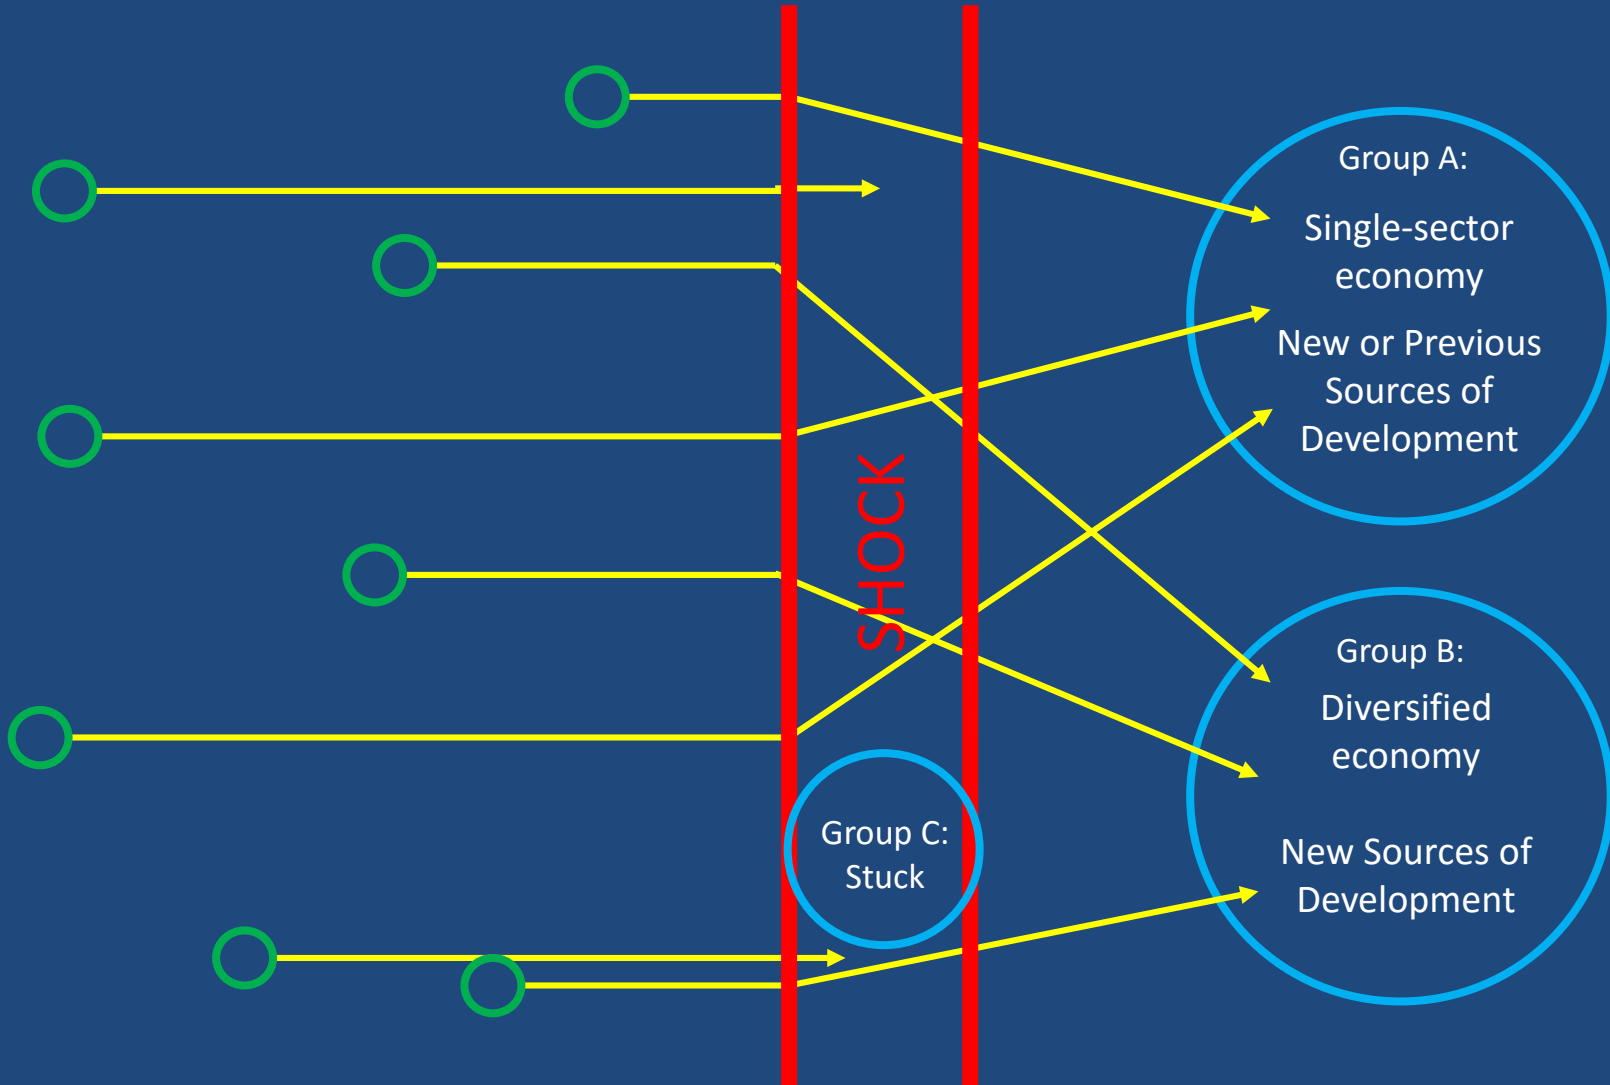 Group A:
Single-sector
economy
New or Previous
Sources of
Development
SHOCK
Group B:
Diversified
economy
New Sources of
Development
Group C:
Stuck